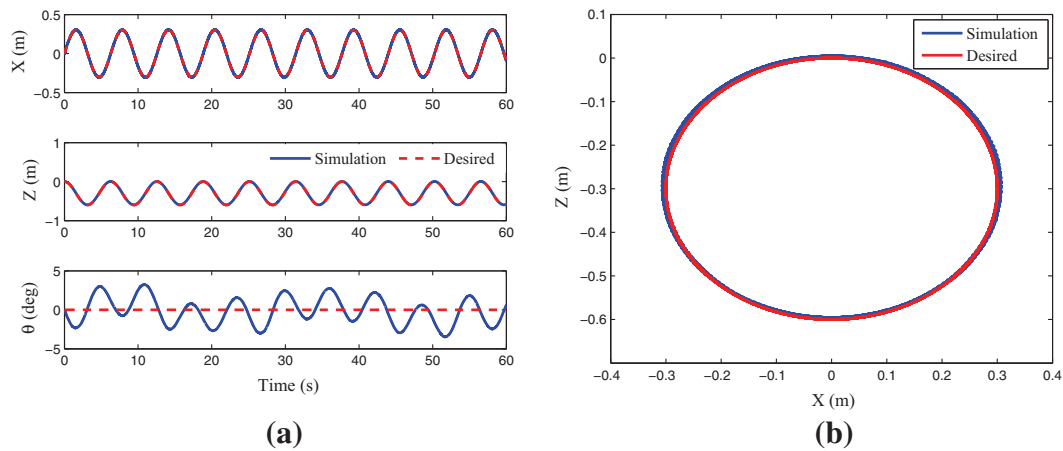 0.5
0
−0.5
X (m)
0 10 20 30 40 50 60
1
0
−1
Z (m)
Simulation Desired
0 10 20 30 40 50 60
5
0
−5
θ (deg)
0 10 20 30 40 50 60
Time (s)
(a)
0.1
0
−0.1
−0.2
−0.3
−0.4
−0.5
−0.6
Z (m)
Simulation
Desired
−0.4 −0.3 −0.2 −0.1 0 0.1 0.2 0.3 0.4
X (m)
(b)